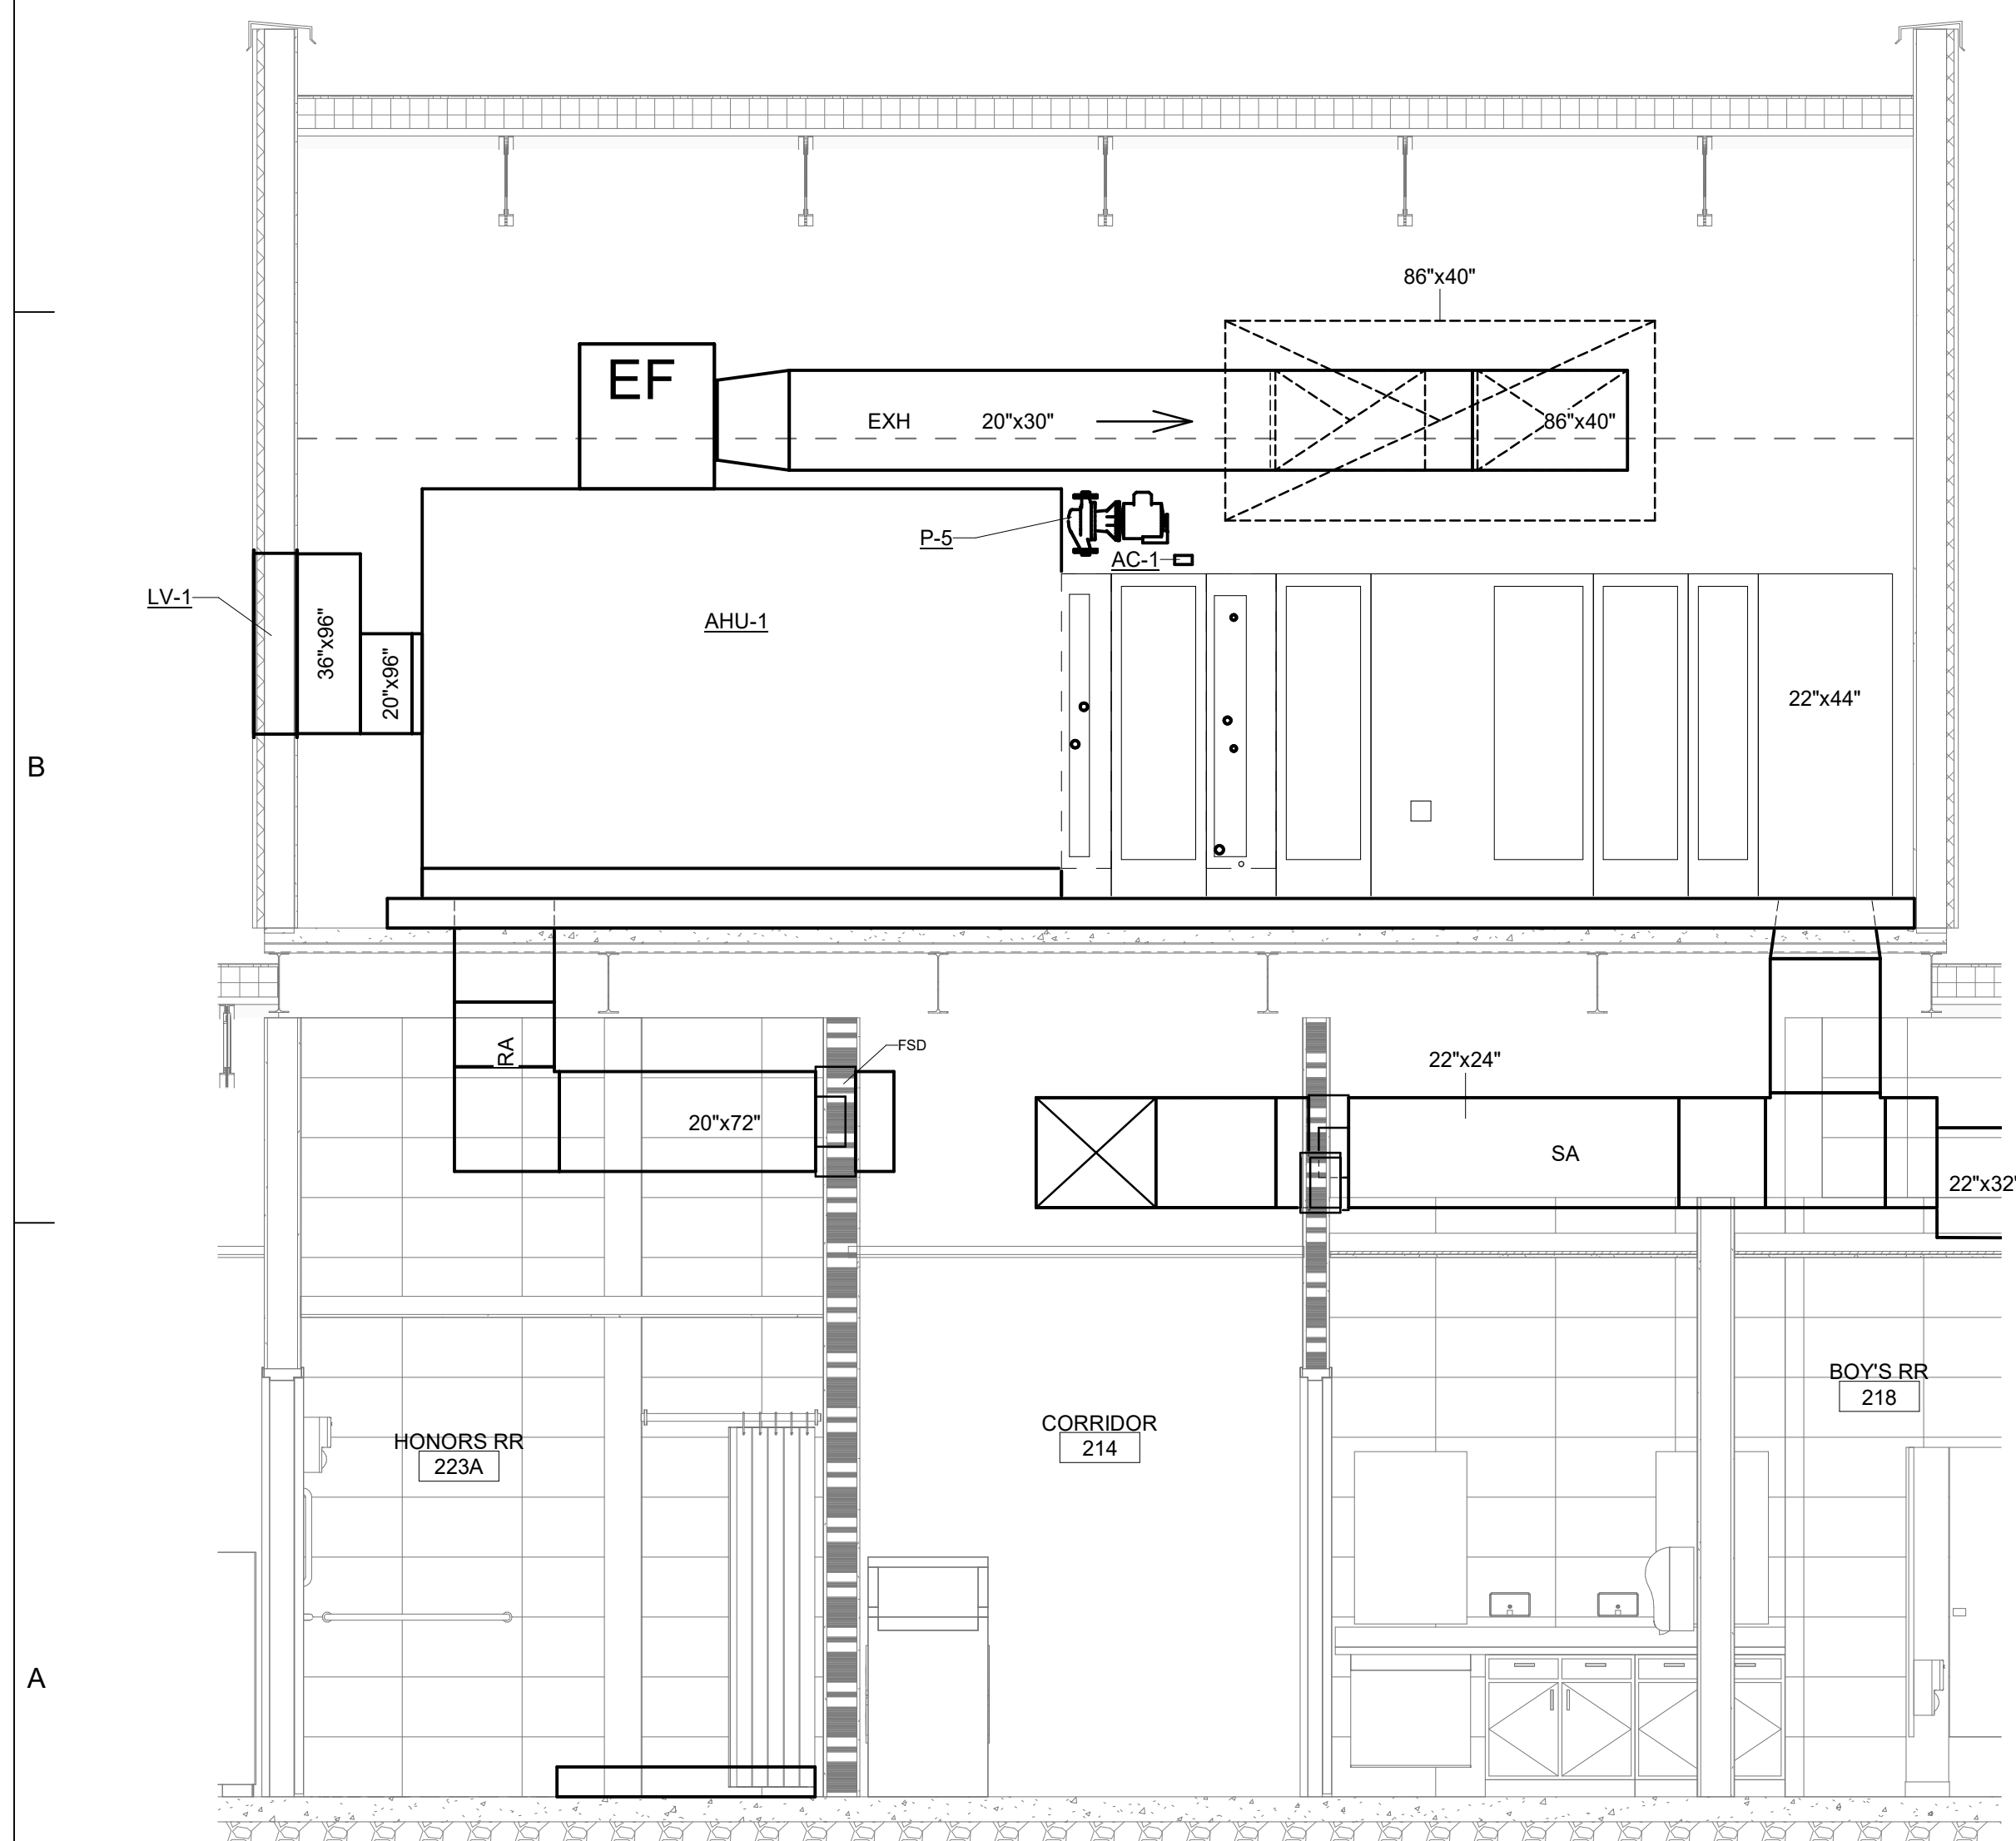 86"x40"
EF
EXH
20"x30"
86"x40"
P-5
AC-1
LV-1
36"x96"
20"x96"
AHU-1
22"x44"
B
RA
FSD
20"x72"
22"x24"
SA
22"x32"
BOY'S RR
218
HONORS RR
223A
CORRIDOR
214
A